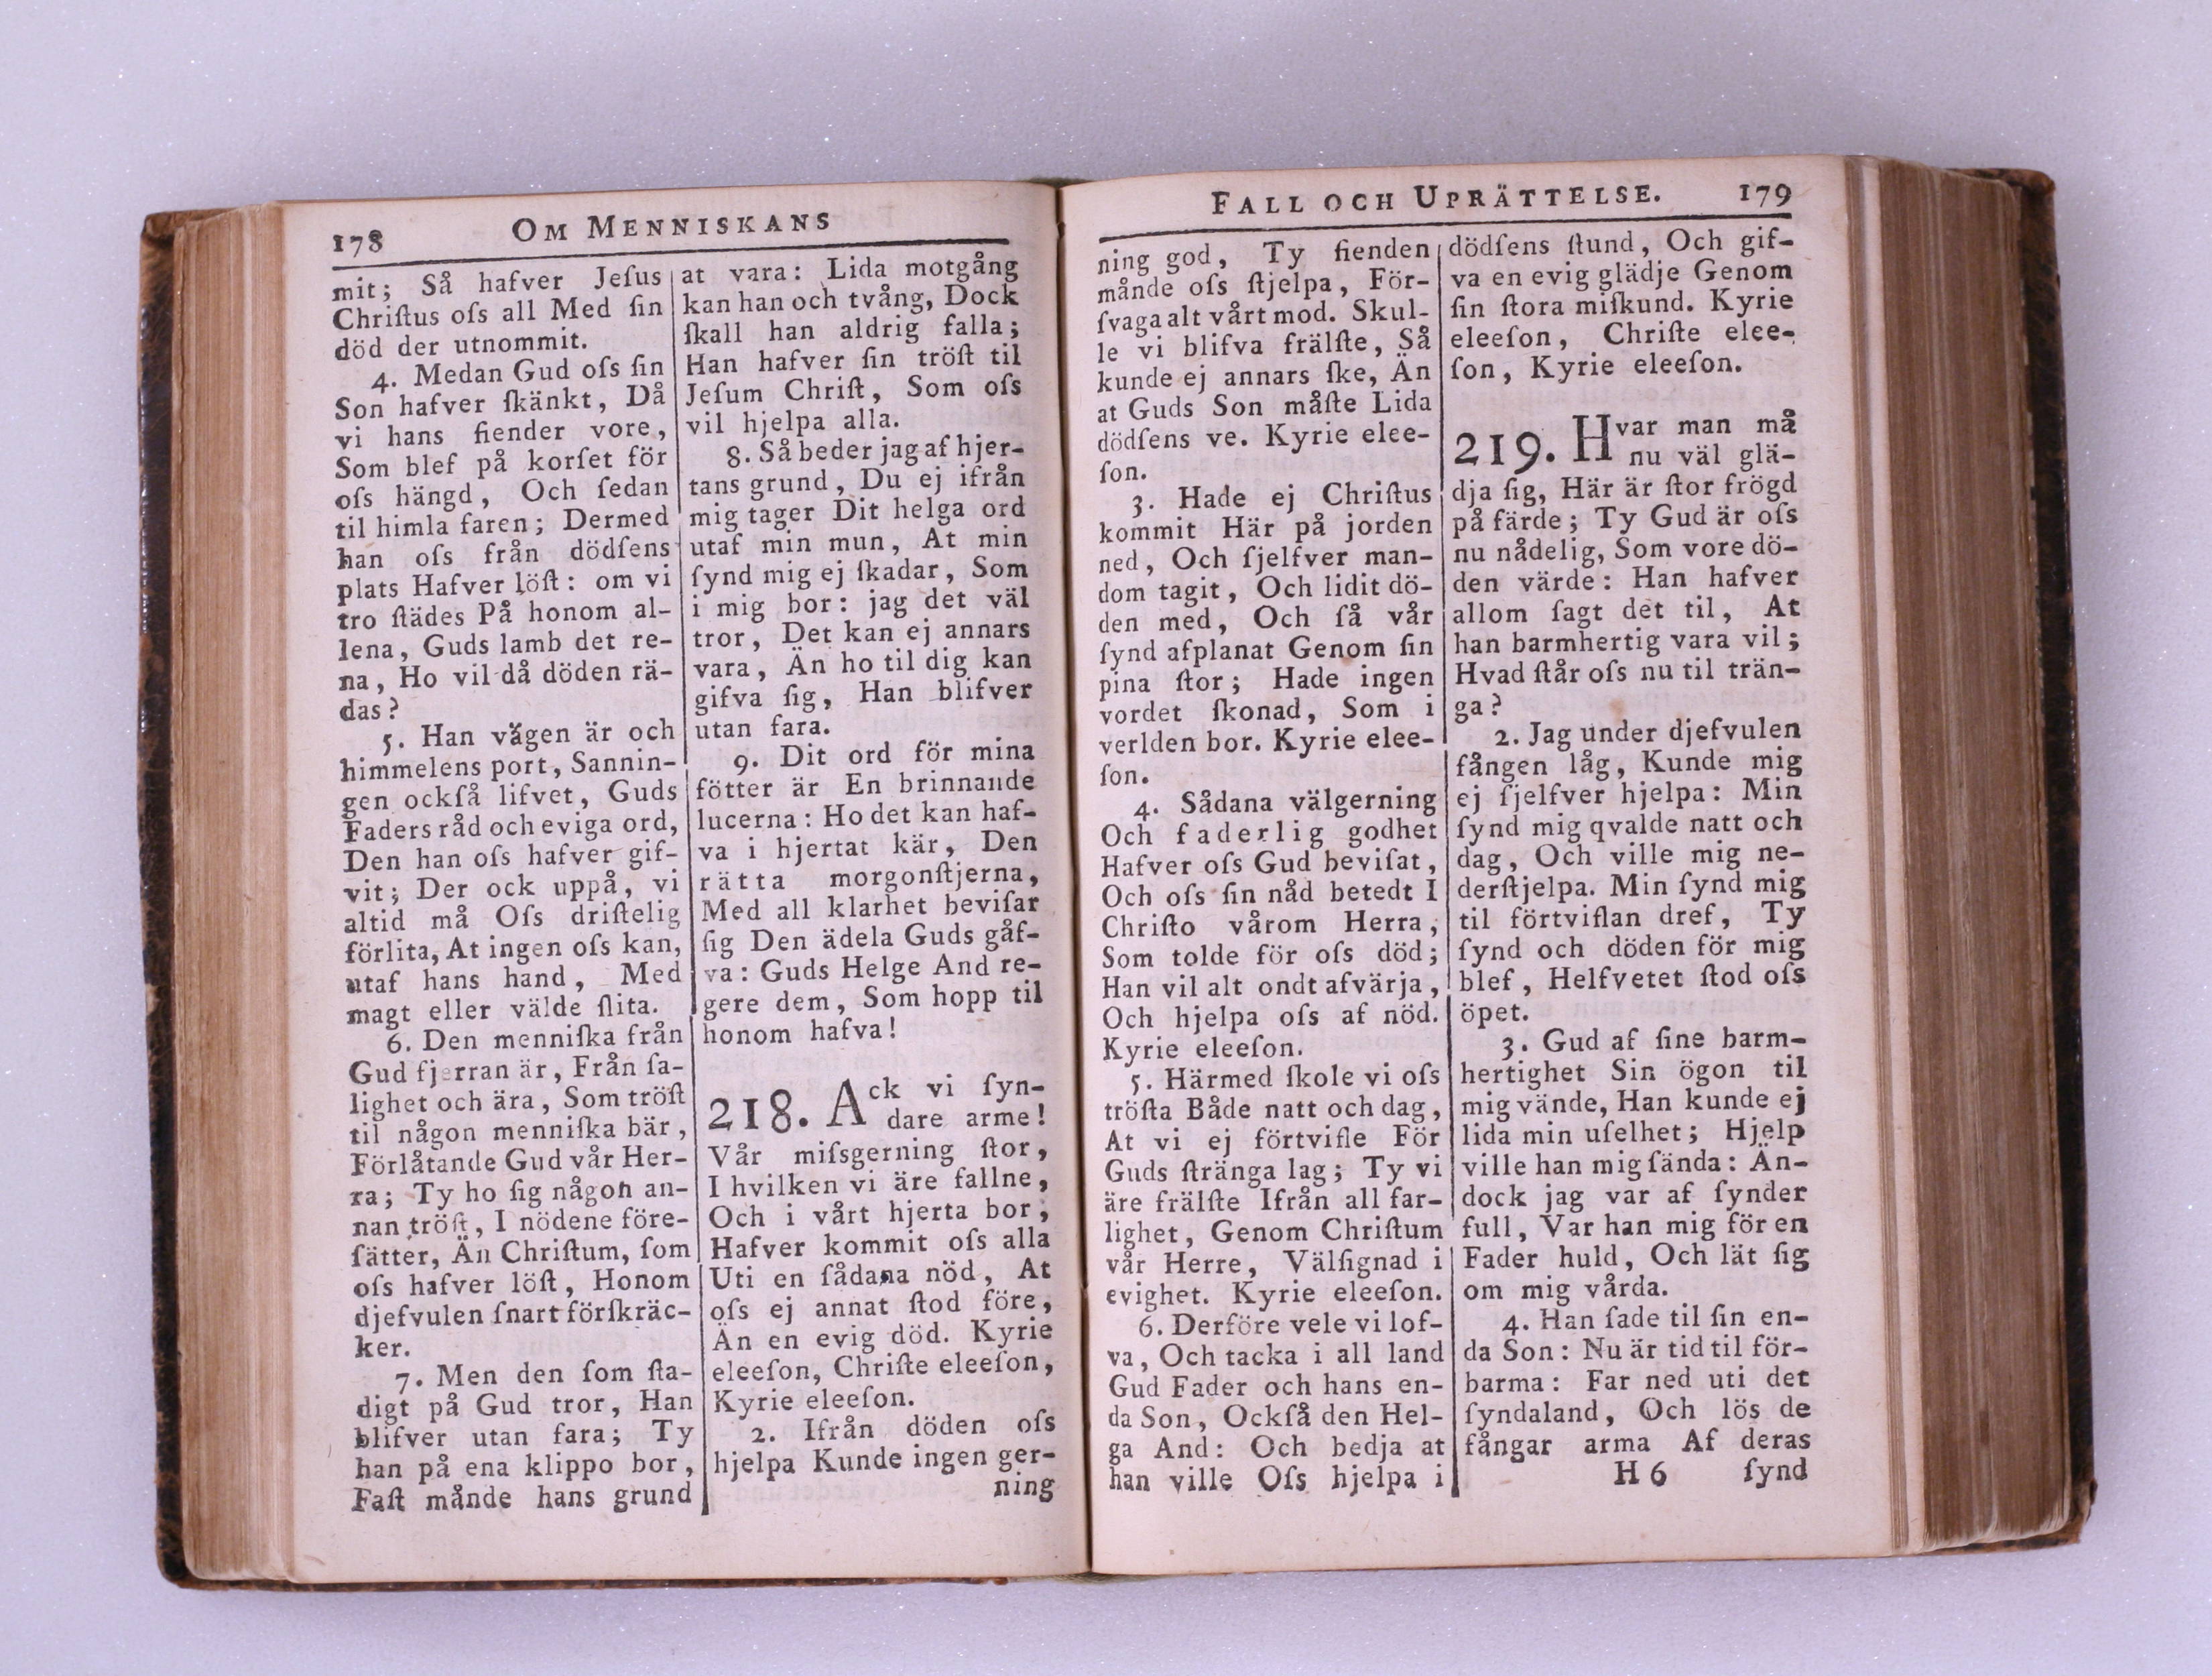 178
OM MENNISKANS
mit; Så hafver Jeſus
Chriſtus oſs all Med ſin
död der utnommit.
4. Medan Gud oſs ſin
Son hafver ſkänkt, Då
vi hans fiender vore,
Som blef på korſet för
oſs hängd, Och ſedan
til himla faren; Dermed
han oſs från dödſens
plats Hafver löſt: om vi
tro ſtädes På honom al-
lena, Guds lamb det re-
na, Ho vil då döden rä-
das?
5. Han vägen är och
himmelens port, Sannin-
gen ockſå lifvet, Guds
Faders råd och eviga ord,
Den han oſs hafver gif-
vit; Der ock uppå, vi
altid må Oſs driſtelig
förlita, At ingen oſs kan,
utaf hans hand, Med
magt eller välde ſlita.
6. Den menniſka från
Gud fjerran är, Från ſa-
lighet och ära, Som tröſt
til någon menniſka bär,
Förlåtande Gud vår Her-
ra; Ty ho ſig någon an-
nan tröſt, I nödene före-
ſätter, Än Chriſtum, ſom
oſs hafver löſt, Honom
djefvulen ſnart förſkräc-
ker.
7. Men den ſom ſta-
digt på Gud tror, Han
blifver utan fara; Ty
han på ena klippo bor,
Faſt månde hans grund
at vara: Lida motgång
kan han och tvång, Dock
ſkall han aldrig falla;
Han hafver ſin tröſt til
Jeſum Chriſt, Som oſs
vil hjelpa alla.
8. Så beder jag af hjer-
tans grund, Du ej ifrån
mig tager Dit helga ord
utaf min mun, At min
ſynd mig ej ſkadar, Som
i mig bor: jag det väl
tror, Det kan ej annars
vara, Än ho til dig kan
gifva ſig, Han blifver
utan fara.
9. Dit ord för mina
fötter är En brinnande
lucerna: Ho det kan haf-
va i hjertat kär, Den
rätta morgonſtjerna,
Med all klarhet beviſar
ſig Den ädela Guds gåf-
va: Guds Helge And re-
gere dem, Som hopp til
honom hafva!
218. Ack vi ſyn-
dare arme!
Vår miſsgerning ſtor,
I hvilken vi äre fallne,
Och i vårt hjerta bor,
Hafver kommit oſs alla
Uti en ſådana nöd, At
oſs ej annat ſtod före,
Än en evig död. Kyrie
eleeſon, Chriſte eleeſon,
Kyrie eleeſon.
2. Ifrån döden oſs
hjelpa Kunde ingen ger-
ning
FALL OCH UPRÄTTELSE.
179
ning god, Ty fienden
månde oſs ſtjelpa, För-
ſvaga alt vårt mod. Skul-
le vi blifva frälſte, Så
kunde ej annars ſke, Än
at Guds Son måſte Lida
dödſens ve. Kyrie elee-
ſon.
3. Hade ej Chriſtus
kommit Här på jorden
ned, Och ſjelfver man-
dom tagit, Och lidit dö-
den med, Och ſå vår
ſynd afplanat Genom ſin
pina ſtor; Hade ingen
vordet ſkonad, Som i
verlden bor. Kyrie elee-
ſon.
4. Sådana välgerning
Och faderlig godhet
Hafver oſs Gud beviſat,
Och oſs ſin nåd betedt I
Chriſto vårom Herra,
Som tolde för oſs död;
Han vil alt ondt afvärja,
Och hjelpa oſs af nöd.
Kyrie eleeſon.
5. Härmed ſkole vi oſs
tröſta Både natt och dag,
At vi ej förtvifle För
Guds ſtränga lag; Ty vi
äre frälſte Ifrån all far-
lighet, Genom Chriſtum
vår Herre, Välſignad i
evighet. Kyrie eleeſon.
6. Derföre vele vi lof-
va, Och tacka i all land
Gud Fader och hans en-
da Son, Ockſå den Hel-
ga And: Och bedja at
han ville Oſs hjelpa i
dödſens ſtund, Och gif-
va en evig glädje Genom
ſin ſtora miſkund. Kyrie
eleeſon, Chriſte elee-
ſon, Kyrie eleeſon.
219. Hvar man må
nu väl glä-
dja ſig, Här är ſtor frögd
på färde; Ty Gud är oſs
nu nådelig, Som vore dö-
den värde: Han hafver
allom ſagt det til, At
han barmhertig vara vil;
Hvad ſtår oſs nu til trän-
ga?
2. Jag under djefvulen
fången låg, Kunde mig
ej ſjelfver hjelpa: Min
ſynd mig qvalde natt och
dag, Och ville mig ne-
derſtjelpa. Min ſynd mig
til förtviflan dref, Ty
ſynd och döden för mig
blef, Helfvetet ſtod oſs
öpet.
3. Gud af ſine barm-
hertighet Sin ögon til
mig vände, Han kunde ej
lida min uſelhet; Hjelp
ville han mig ſända: Än-
dock jag var af ſynder
full, Var han mig för en
Fader huld, Och lät ſig
om mig vårda.
4. Han ſade til ſin en-
da Son: Nu är tid til för-
barma: Far ned uti det
ſyndaland, Och lös de
fångar arma Af deras
H 6 ſynd